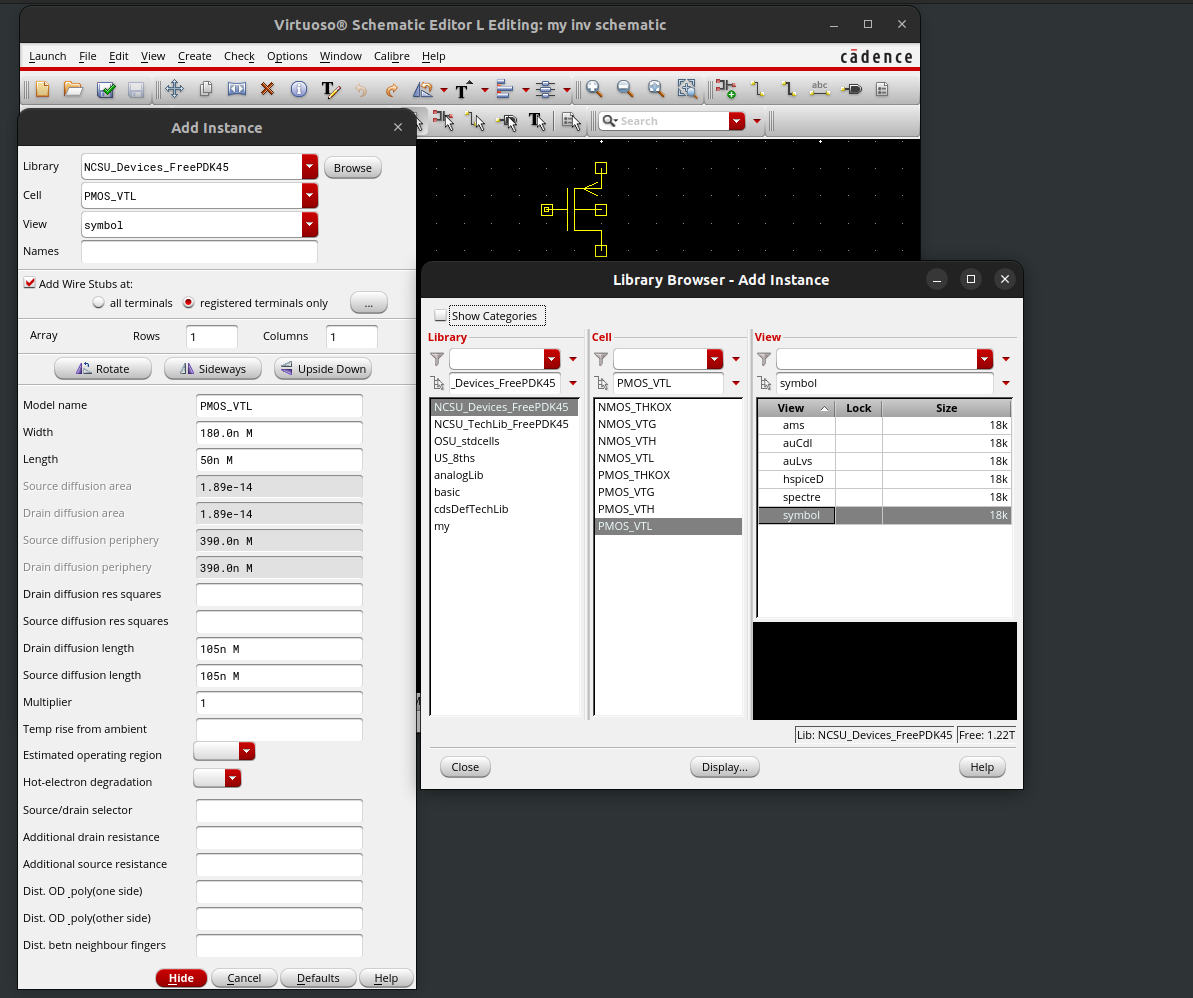 Virtuoso® Schematic Editor L Editing: my inv schematic
Launch File Edit View Create Check Options Window Calibre Help
cādence
T
T
abc
T
Search
Add Instance
Library NCSU_Devices_FreePDK45 Browse
Cell PMOS_VTL
View symbol
Names
Add Wire Stubs at:
all terminals registered terminals only ...
Array Rows 1 Columns 1
Rotate Sideways Upside Down
Model name PMOS_VTL
Width 180.0n M
Length 50n M
Source diffusion area 1.89e-14
Drain diffusion area 1.89e-14
Source diffusion periphery 390.0n M
Drain diffusion periphery 390.0n M
Drain diffusion res squares
Source diffusion res squares
Drain diffusion length 105n M
Source diffusion length 105n M
Multiplier 1
Temp rise from ambient
Estimated operating region
Hot-electron degradation
Source/drain selector
Additional drain resistance
Additional source resistance
Dist. OD _poly(one side)
Dist. OD _poly(other side)
Dist. betn neighbour fingers
Hide Cancel Defaults Help
Library Browser - Add Instance
Show Categories
Library
_Devices_FreePDK45
NCSU_Devices_FreePDK45
NCSU_TechLib_FreePDK45
OSU_stdcells
US_8ths
analogLib
basic
cdsDefTechLib
my
Cell
PMOS_VTL
NMOS_THKOX
NMOS_VTG
NMOS_VTH
NMOS_VTL
PMOS_THKOX
PMOS_VTG
PMOS_VTH
PMOS_VTL
View
symbol
View Lock Size
ams 18k
auCdl 18k
auLvs 18k
hspiceD 18k
spectre 18k
symbol 18k
Lib: NCSU_Devices_FreePDK45 Free: 1.22T
Close Display... Help